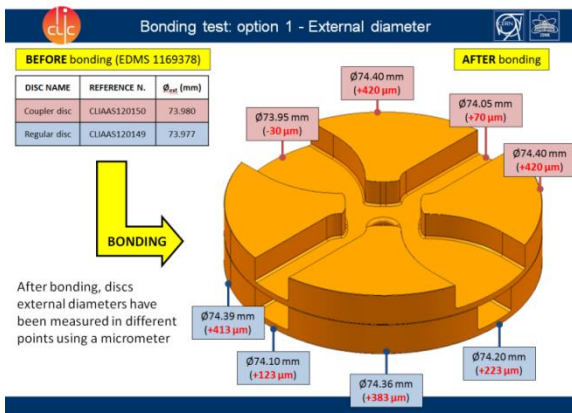 clic
Bonding test: option 1 - External diameter
CERN
BEFORE bonding (EDMS 1169378)
AFTER bonding
DISC NAME REFERENCE N. Øext (mm)
Coupler disc CLIAAS120150 73.980
Regular disc CLIAAS120149 73.977
Ø74.40 mm
(+420 µm)
Ø73.95 mm
(-30 µm)
Ø74.05 mm
(+70 µm)
Ø74.40 mm
(+420 µm)
BONDING
After bonding, discs
external diameters have
been measured in different
points using a micrometer
Ø74.39 mm
(+413 µm)
Ø74.10 mm
(+123 µm)
Ø74.36 mm
(+383 µm)
Ø74.20 mm
(+223 µm)